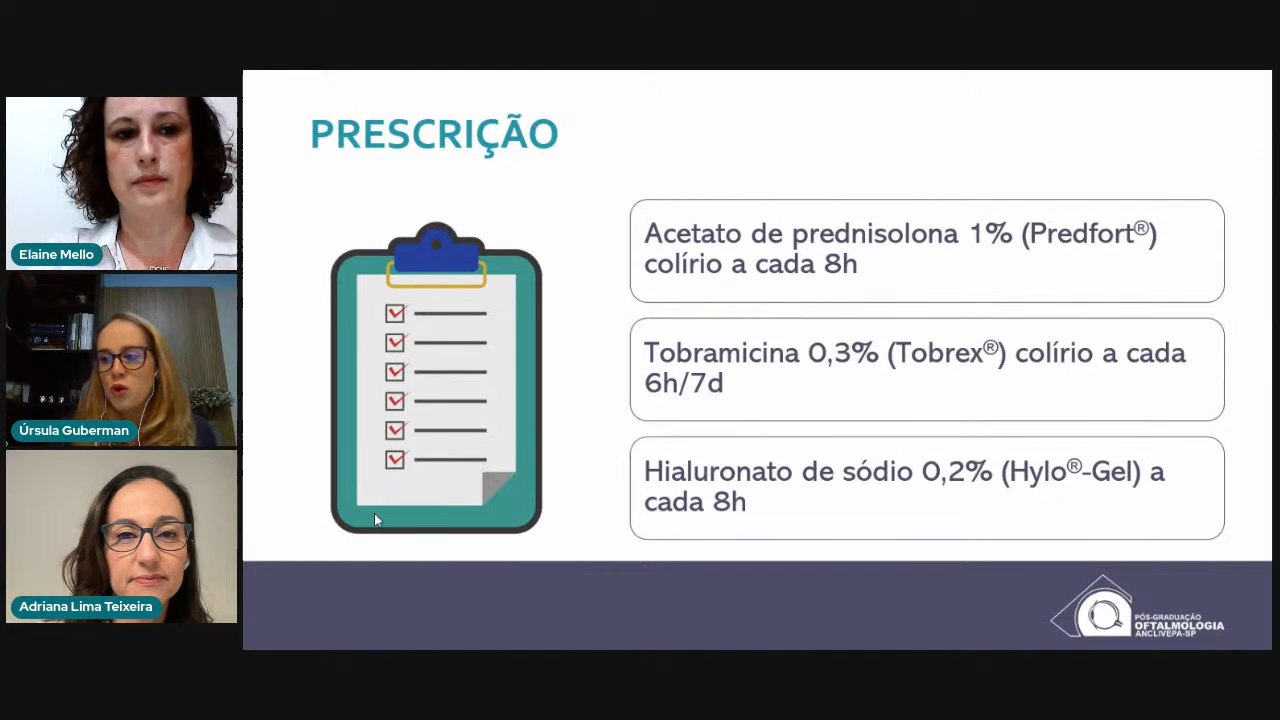 PRESCRIÇÃO
Acetato de prednisolona 1% (Predfort®)
colírio a cada 8h
Tobramicina 0,3% (Tobrex®) colírio a cada
6h/7d
Hialuronato de sódio 0,2% (Hylo®-Gel) a
cada 8h
Elaine Mello
Úrsula Guberman
Adriana Lima Teixeira
PÓS-GRADUAÇÃO
OFTALMOLOGIA
ANCLIVEPA-SP